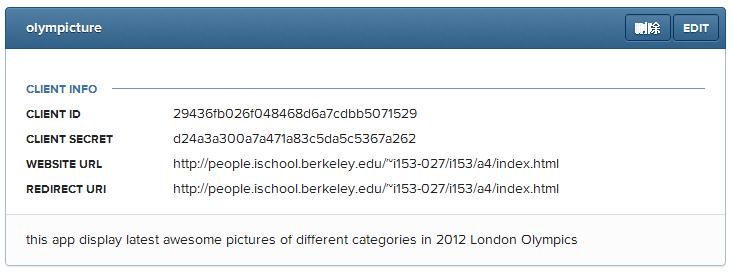 olympicture 刪除 EDIT
CLIENT INFO
CLIENT ID 29436fb026f048468d6a7cdbb5071529
CLIENT SECRET d24a3a300a7a471a83c5da5c5367a262
WEBSITE URL http://people.ischool.berkeley.edu/~i153-027/i153/a4/index.html
REDIRECT URI http://people.ischool.berkeley.edu/~i153-027/i153/a4/index.html
this app display latest awesome pictures of different categories in 2012 London Olympics